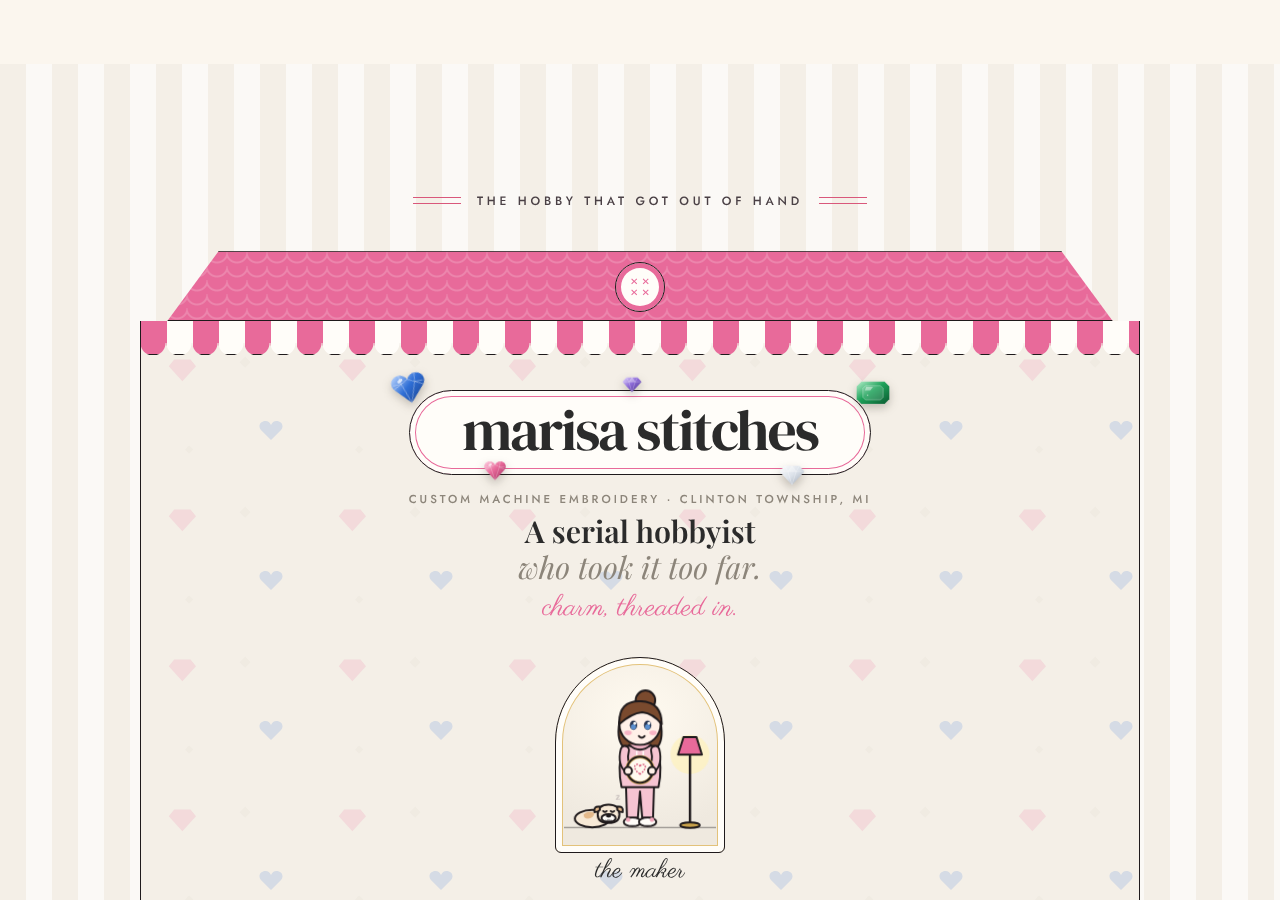 THE HOBBY THAT GOT OUT OF HAND
marisa stitches
CUSTOM MACHINE EMBROIDERY · CLINTON TOWNSHIP, MI
A serial hobbyist
who took it too far.
charm, threaded in.
the maker